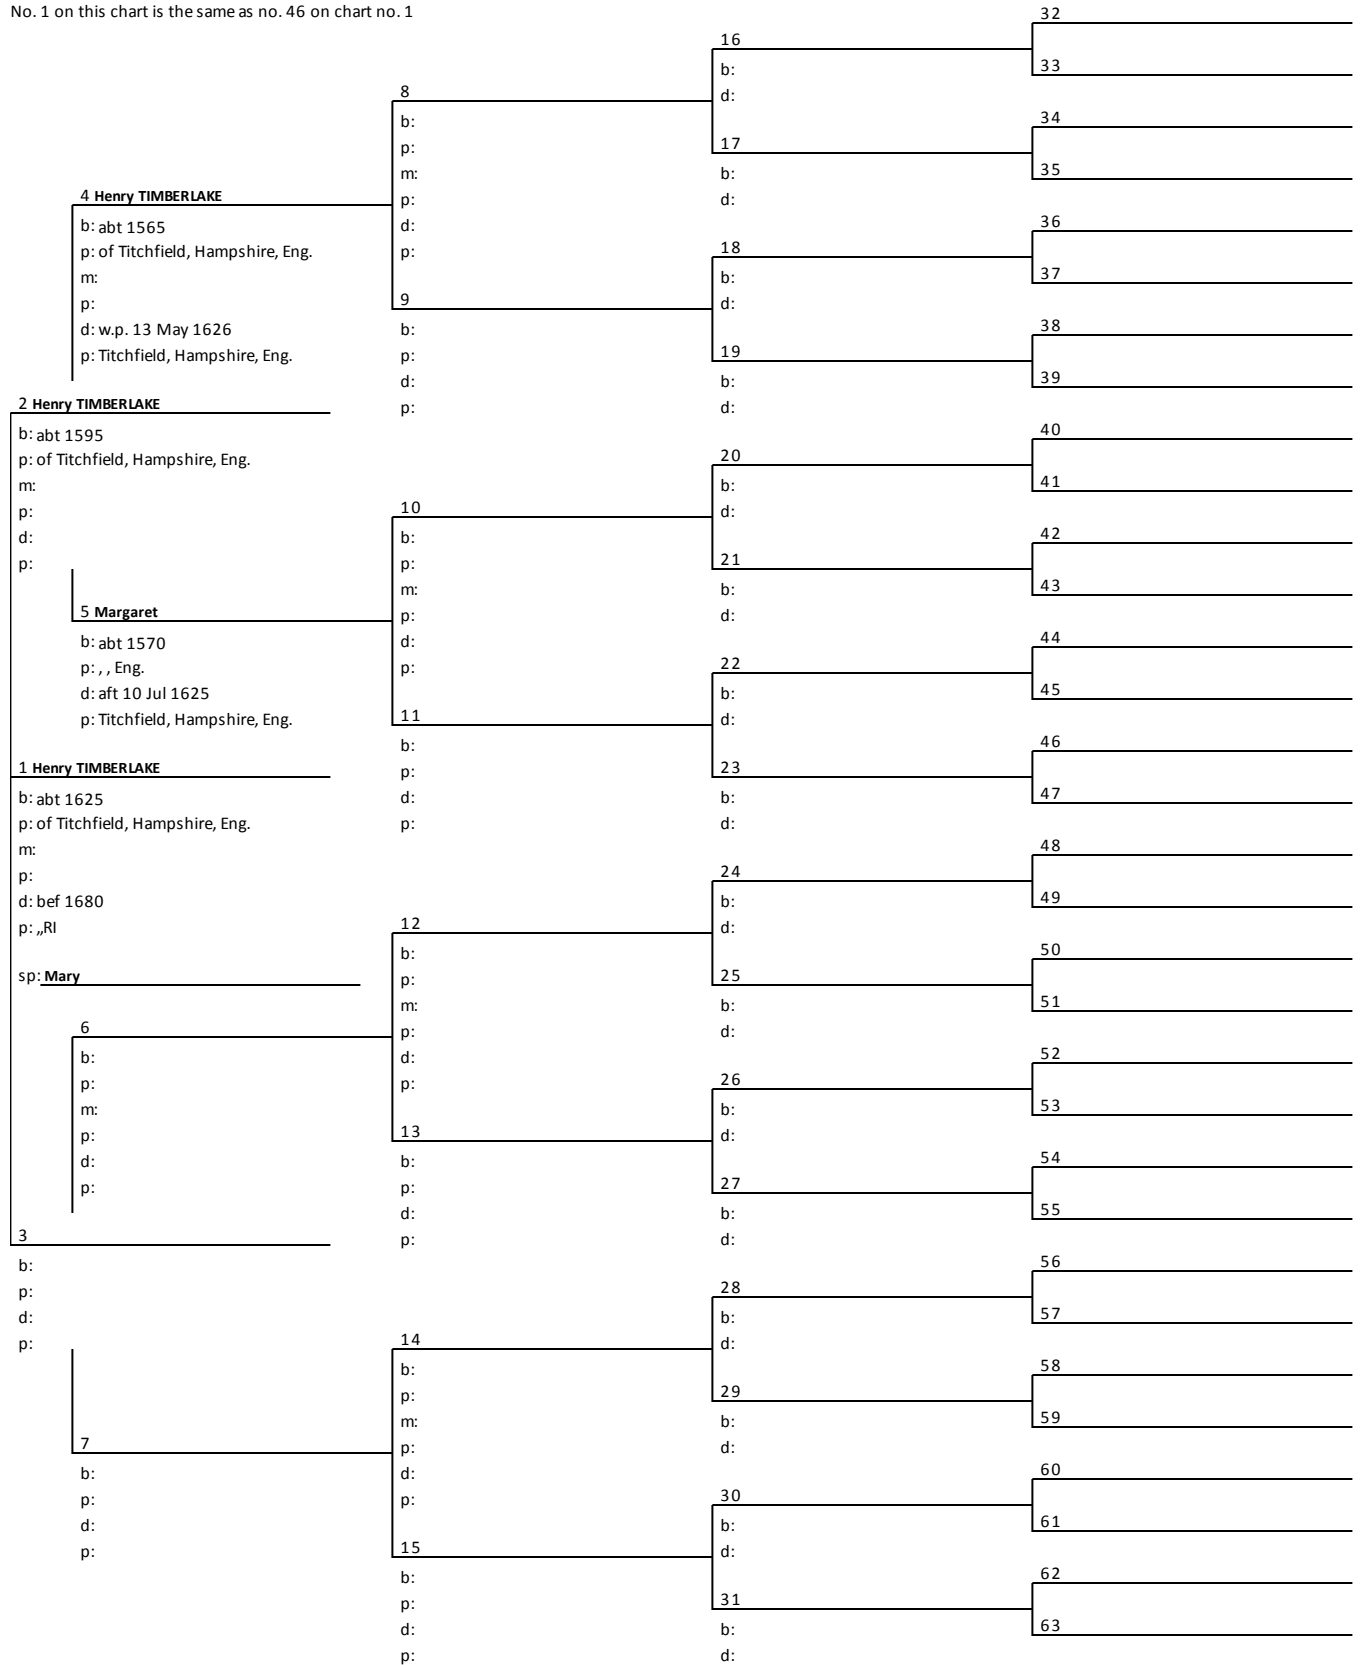 No. 1 on this chart is the same as no. 46 on chart no. 1
4 Henry TIMBERLAKE
b: abt 1565
p: of Titchfield, Hampshire, Eng.
m:
p:
d: w.p. 13 May 1626
p: Titchfield, Hampshire, Eng.
2 Henry TIMBERLAKE
b: abt 1595
p: of Titchfield, Hampshire, Eng.
m:
p:
d:
p:
5 Margaret
b: abt 1570
p: , , Eng.
d: aft 10 Jul 1625
p: Titchfield, Hampshire, Eng.
1 Henry TIMBERLAKE
b: abt 1625
p: of Titchfield, Hampshire, Eng.
m:
p:
d: bef 1680
p: ,,RI
sp: Mary
6
b:
p:
m:
p:
d:
p:
3
b:
p:
d:
p:
7
b:
p:
d:
p:
8
b:
p:
m:
p:
d:
p:
9
b:
p:
d:
p:
10
b:
p:
m:
p:
d:
p:
11
b:
p:
d:
p:
12
b:
p:
m:
p:
d:
p:
13
b:
p:
d:
p:
14
b:
p:
m:
p:
d:
p:
15
b:
p:
d:
p:
16
b:
d:
17
b:
d:
18
b:
d:
19
b:
d:
20
b:
d:
21
b:
d:
22
b:
d:
23
b:
d:
24
b:
d:
25
b:
d:
26
b:
d:
27
b:
d:
28
b:
d:
29
b:
d:
30
b:
d:
31
b:
d:
32
33
34
35
36
37
38
39
40
41
42
43
44
45
46
47
48
49
50
51
52
53
54
55
56
57
58
59
60
61
62
63